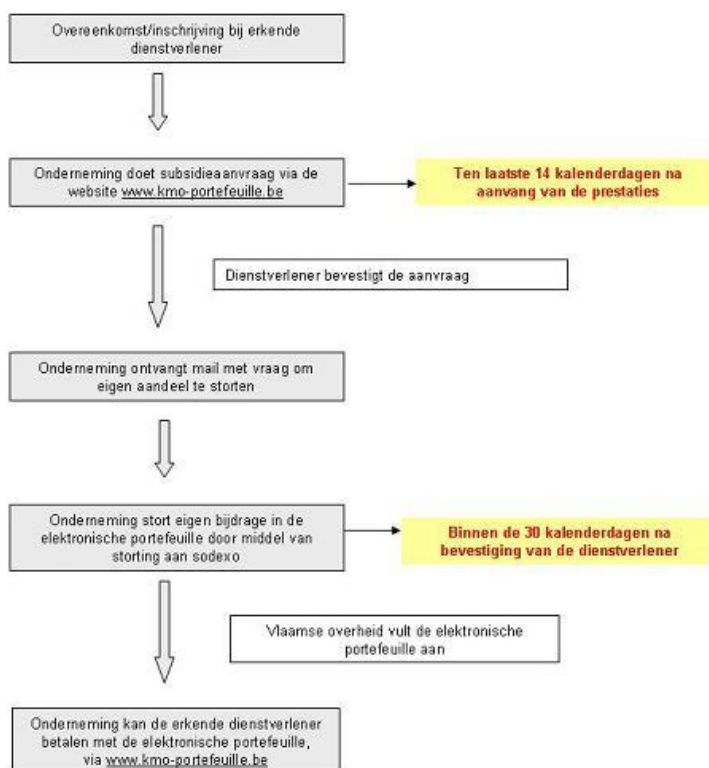 Overeenkomst/inschrijving bij erkende
dienstverlener
Onderneming doet subsidieaanvraag via de
website www.kmo-portefeuille.be
Ten laatste 14 kalenderdagen na
aanvang van de prestaties
Dienstverlener bevestigt de aanvraag
Onderneming ontvangt mail met vraag om
eigen aandeel te storten
Onderneming stort eigen bijdrage in de
elektronische portefeuille door middel van
storting aan sodexo
Binnen de 30 kalenderdagen na
bevestiging van de dienstverlener
Vlaamse overheid vult de elektronische
portefeuille aan
Onderneming kan de erkende dienstverlener
betalen met de elektronische portefeuille,
via www.kmo-portefeuille.be